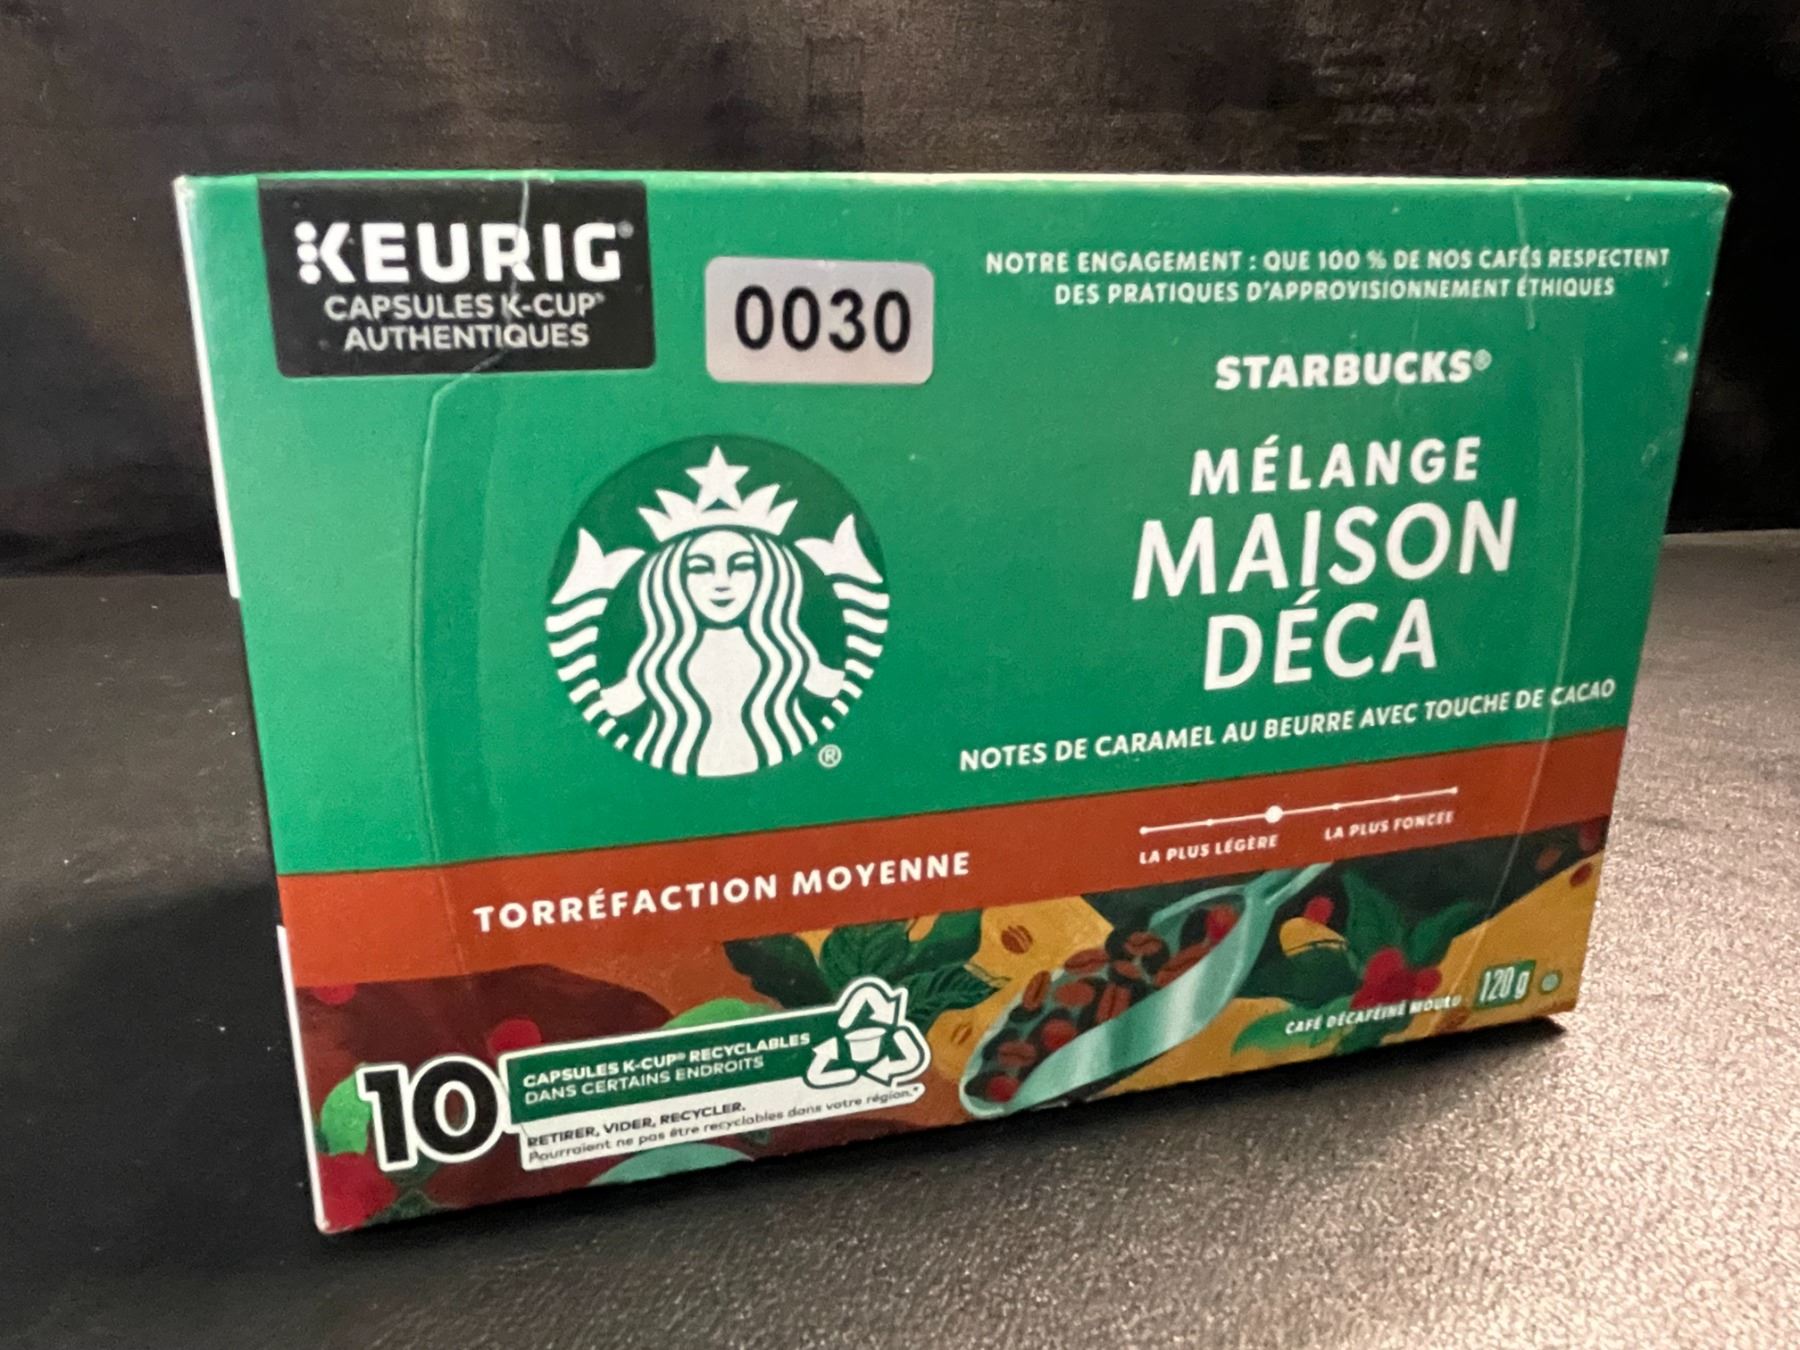 KEURIG®
CAPSULES K-CUP®
AUTHENTIQUES
0030
NOTRE ENGAGEMENT : QUE 100 % DE NOS CAFÉS RESPECTENT
DES PRATIQUES D'APPROVISIONNEMENT ÉTHIQUES
STARBUCKS®
MÉLANGE
MAISON
DÉCA
NOTES DE CARAMEL AU BEURRE AVEC TOUCHE DE CACAO
®
TORRÉFACTION MOYENNE
LA PLUS LÉGÈRE
LA PLUS FONCÉE
10
CAPSULES K-CUP® RECYCLABLES
DANS CERTAINS ENDROITS
RETIRER, VIDER, RECYCLER.
Pourraient ne pas être recyclables dans votre région.*
CAFÉ DÉCAFÉINÉ MOULU
120 g